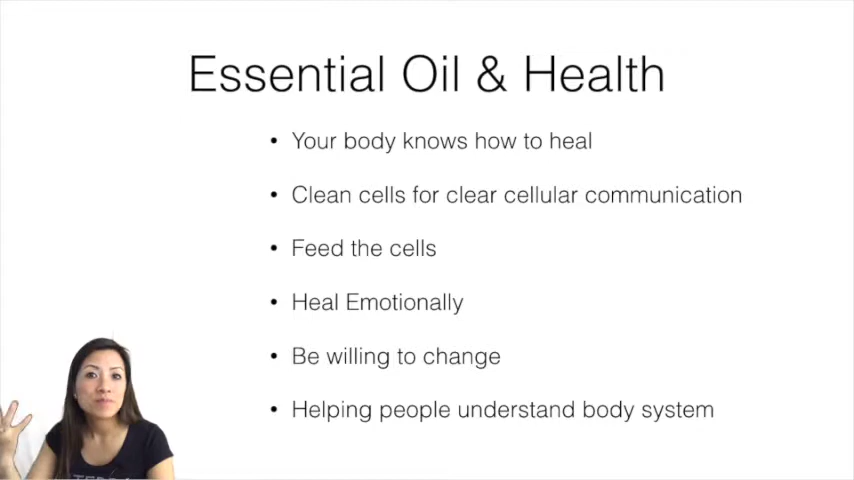 Essential Oil & Health
• Your body knows how to heal
• Clean cells for clear cellular communication
• Feed the cells
• Heal Emotionally
• Be willing to change
• Helping people understand body system